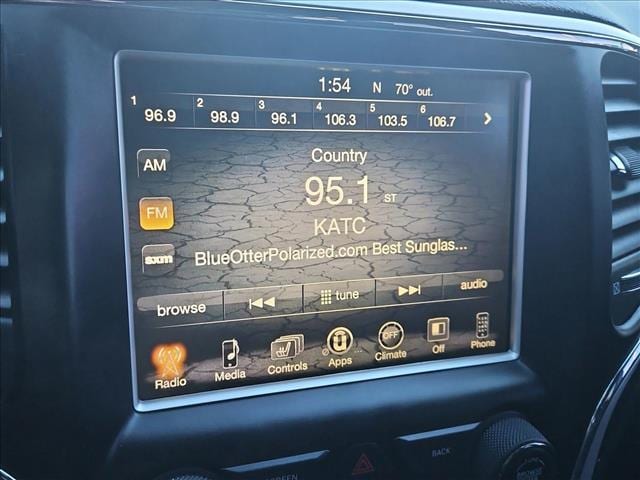 1:54 N 70° out.
1 96.9 2 98.9 3 96.1 4 106.3 5 103.5 6 106.7 >
AM
Country
95.1 ST
FM
KATC
sxm
BlueOtterPolarized.com Best Sunglas...
browse tune audio
Radio Media Controls Apps... Climate Off Phone
OFF
SCREEN BACK
BROWSE